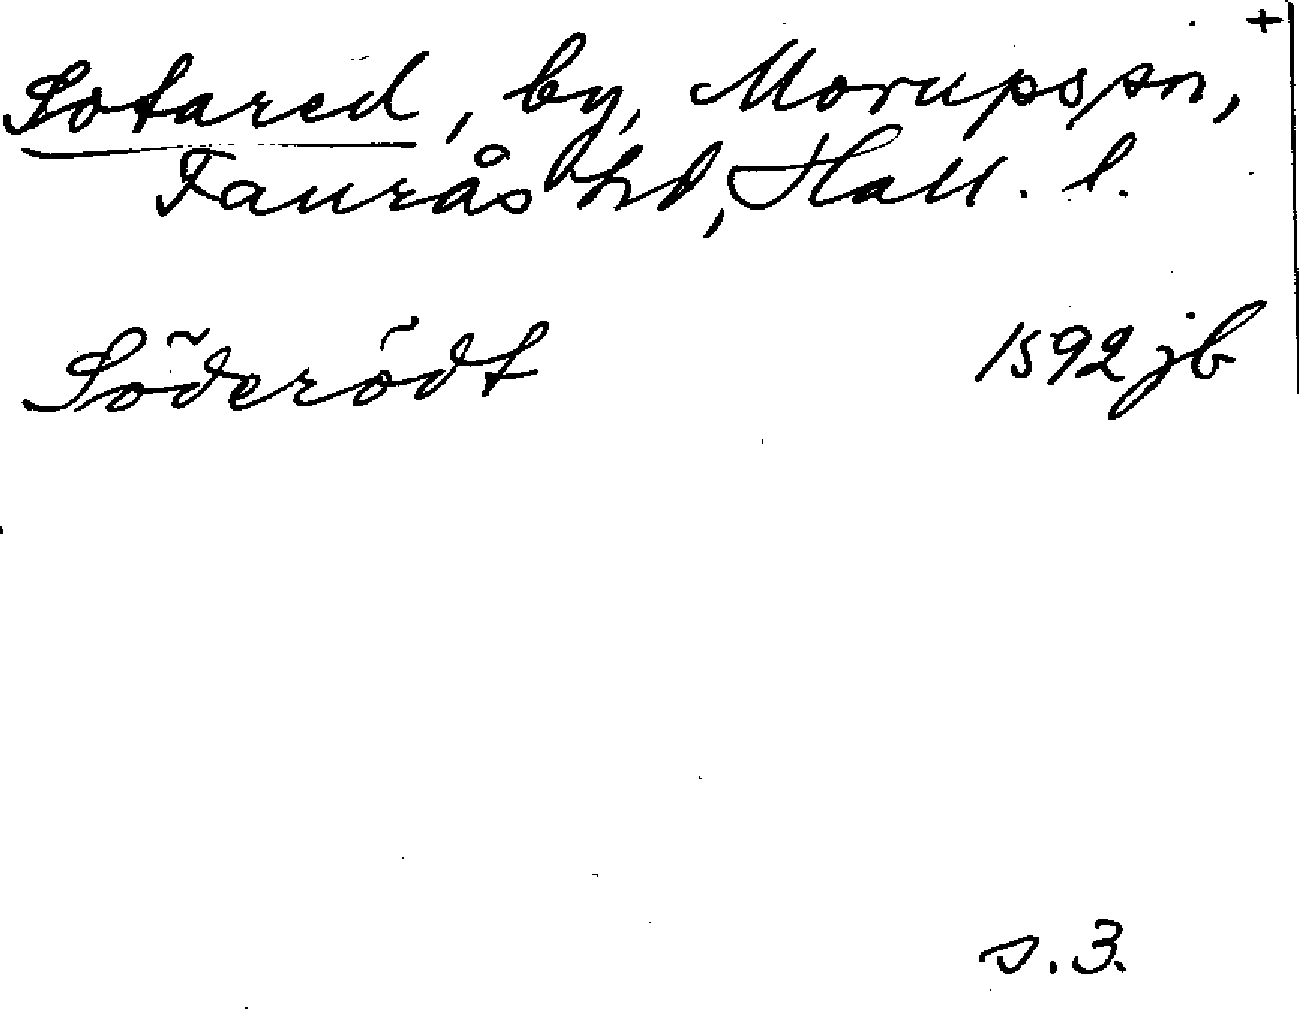 +
Sotared, by, Morups sn,
Faurås hd, Hall. l.
Söderödt 1592 jb
s. 3.